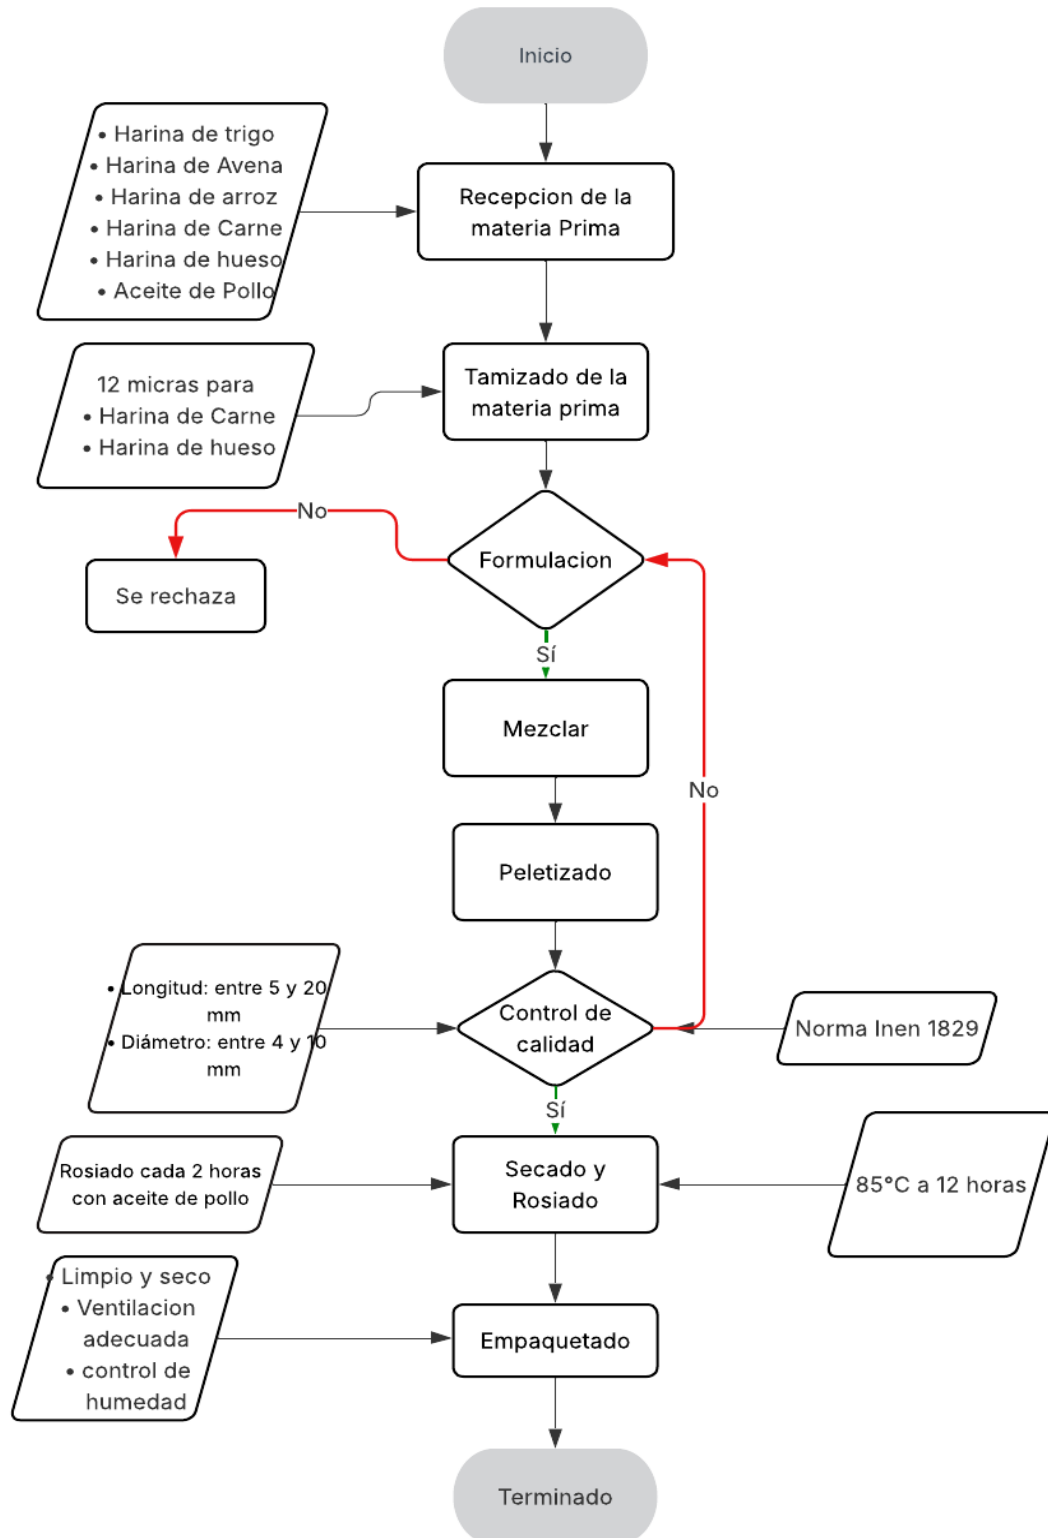 Inicio
• Harina de trigo
• Harina de Avena
• Harina de arroz
• Harina de Carne
• Harina de hueso
• Aceite de Pollo
Recepcion de la
materia Prima
12 micras para
• Harina de Carne
• Harina de hueso
Tamizado de la
materia prima
No
Formulacion
Se rechaza
Sí
Mezclar
No
Peletizado
• Longitud: entre 5 y 20
mm
• Diámetro: entre 4 y 10
mm
Control de
calidad
Norma Inen 1829
Sí
Rosiado cada 2 horas
con aceite de pollo
Secado y
Rosiado
85°C a 12 horas
• Limpio y seco
• Ventilacion
adecuada
• control de
humedad
Empaquetado
Terminado